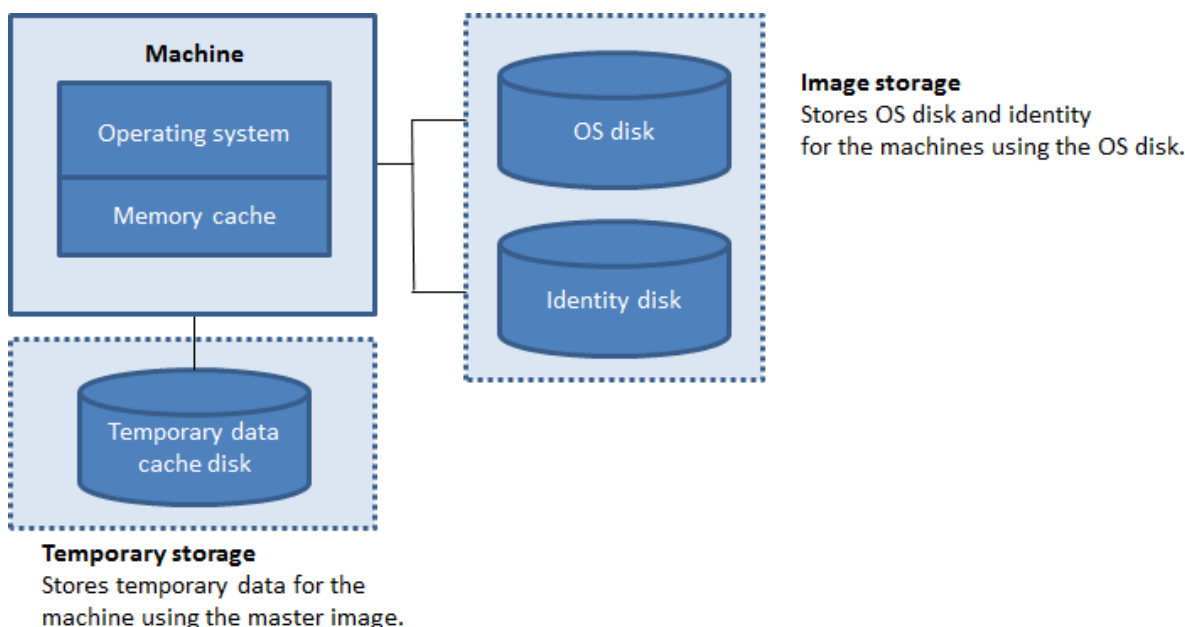 Machine
Operating system
Memory cache
OS disk
Identity disk
Image storage
Stores OS disk and identity
for the machines using the OS disk.
Temporary data
cache disk
Temporary storage
Stores temporary data for the
machine using the master image.